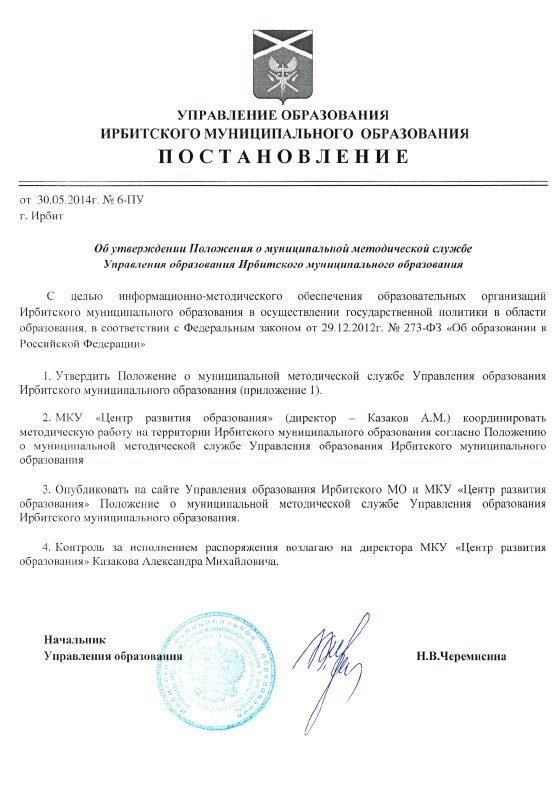 УПРАВЛЕНИЕ ОБРАЗОВАНИЯ
ИРБИТСКОГО МУНИЦИПАЛЬНОГО ОБРАЗОВАНИЯ
ПОСТАНОВЛЕНИЕ
от 30.05.2014г. № 6-ПУ
г. Ирбит
Об утверждении Положения о муниципальной методической службе
Управления образования Ирбитского муниципального образования
С целью информационно-методического обеспечения образовательных организаций
Ирбитского муниципального образования в осуществлении государственной политики в области
образования, в соответствии с Федеральным законом от 29.12.2012г. № 273-ФЗ «Об образовании в
Российской Федерации»
1. Утвердить Положение о муниципальной методической службе Управления образования
Ирбитского муниципального образования (приложение 1).
2. МКУ «Центр развития образования» (директор – Казаков А.М.) координировать
методическую работу на территории Ирбитского муниципального образования согласно Положению
о муниципальной методической службе Управления образования Ирбитского муниципального
образования
3. Опубликовать на сайте Управления образования Ирбитского МО и МКУ «Центр развития
образования» Положение о муниципальной методической службе Управления образования
Ирбитского муниципального образования.
4. Контроль за исполнением распоряжения возлагаю на директора МКУ «Центр развития
образования» Казакова Александра Михайловича.
Начальник
Управления образования
Н.В.Черемисина